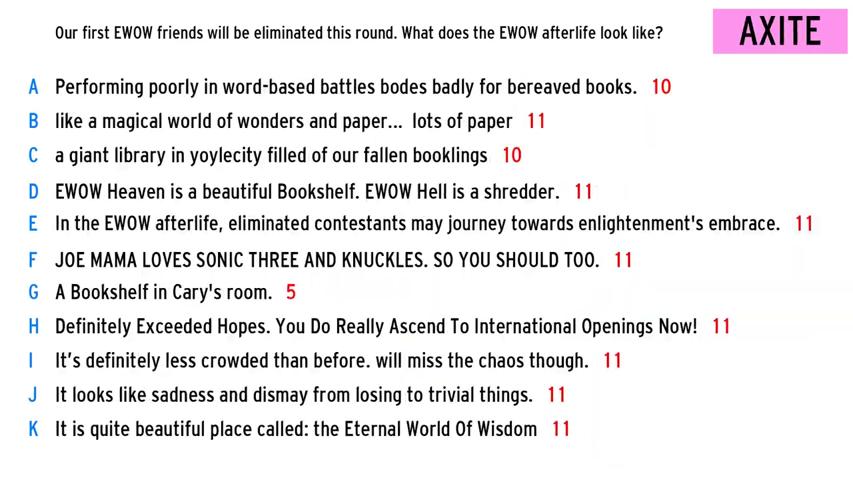 Our first EWOW friends will be eliminated this round. What does the EWOW afterlife look like?
AXITE
A Performing poorly in word-based battles bodes badly for bereaved books. 10
B like a magical world of wonders and paper... lots of paper 11
C a giant library in yoylecity filled of our fallen booklings 10
D EWOW Heaven is a beautiful Bookshelf. EWOW Hell is a shredder. 11
E In the EWOW afterlife, eliminated contestants may journey towards enlightenment's embrace. 11
F JOE MAMA LOVES SONIC THREE AND KNUCKLES. SO YOU SHOULD TOO. 11
G A Bookshelf in Cary's room. 5
H Definitely Exceeded Hopes. You Do Really Ascend To International Openings Now! 11
I It’s definitely less crowded than before. will miss the chaos though. 11
J It looks like sadness and dismay from losing to trivial things. 11
K It is quite beautiful place called: the Eternal World Of Wisdom 11